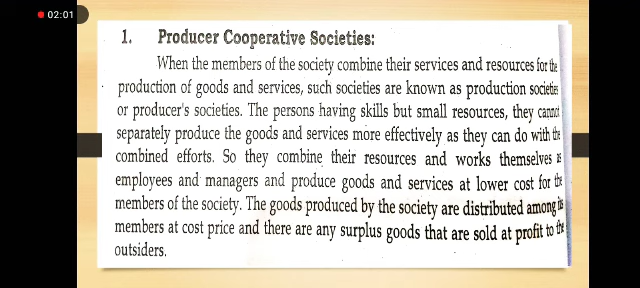 02:01
1. Producer Cooperative Societies:
When the members of the society combine their services and resources for the
production of goods and services, such societies are known as production societies
or producer's societies. The persons having skills but small resources, they cannot
separately produce the goods and services more effectively as they can do with the
combined efforts. So they combine their resources and works themselves as
employees and managers and produce goods and services at lower cost for the
members of the society. The goods produced by the society are distributed among its
members at cost price and there are any surplus goods that are sold at profit to the
outsiders.